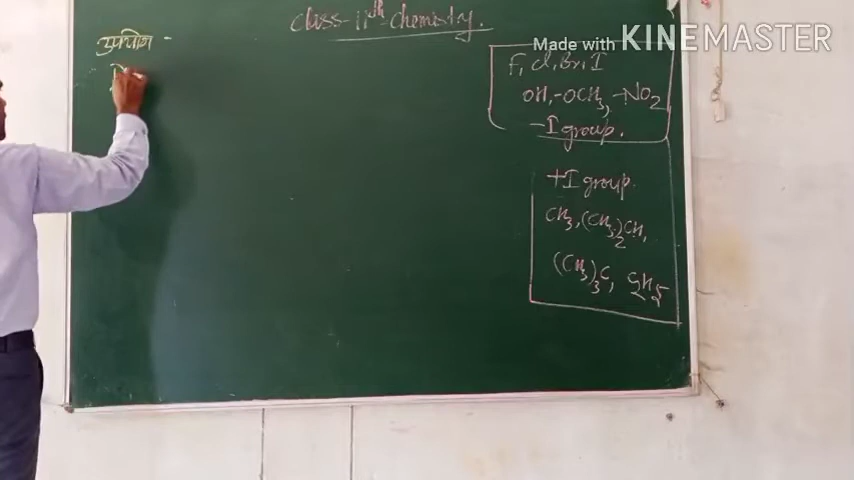 class-11th chemistry.
Made with KINEMASTER
उपयोग -
F, Cl, Br, I
OH, -OCH3, -NO2
-I group.
+I group.
CH3, (CH3)2CH,
(CH3)3C, C2H5